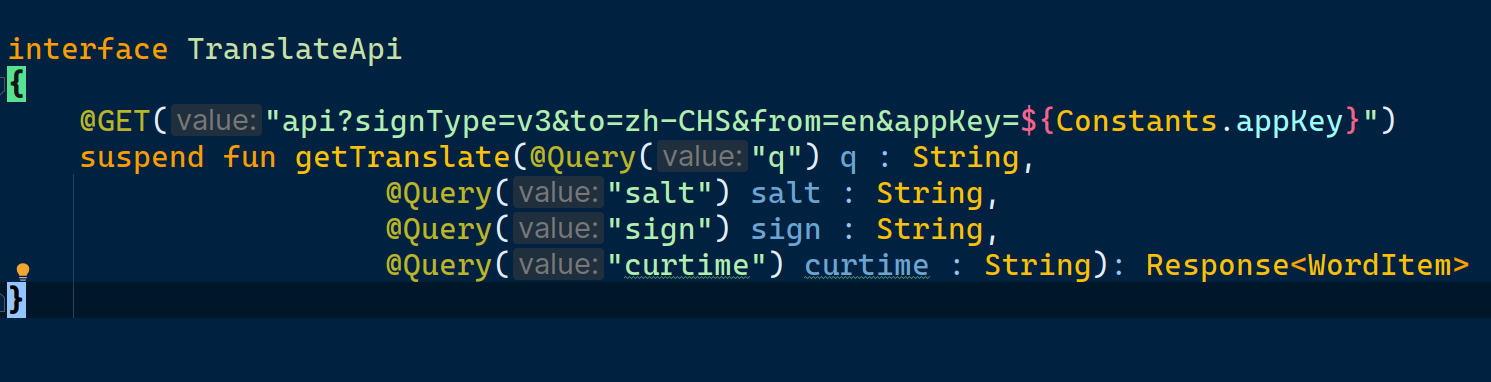 interface TranslateApi
{
@GET( value: "api?signType=v3&to=zh-CHS&from=en&appKey=${Constants.appKey}")
suspend fun getTranslate(@Query( value: "q") q : String,
@Query( value: "salt") salt : String,
@Query( value: "sign") sign : String,
@Query( value: "curtime") curtime : String): Response<WordItem>
}